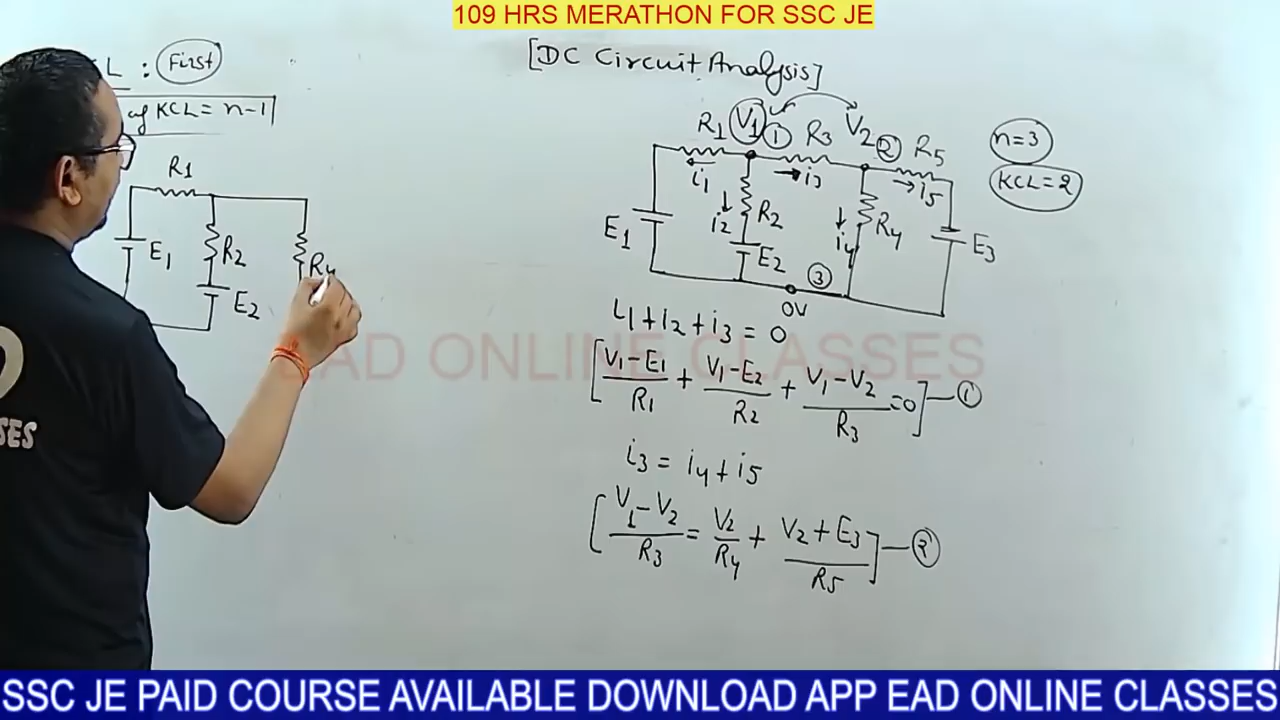 109 HRS MERATHON FOR SSC JE
[DC Circuit Analysis]
L : First
of KCL = n-1
R1
E1
R2
E2
R4
R1 V1 1 R3 V2 2 R5
n=3
KCL=2
i1 i3 i5
i2 R2 i4 R4
E1 E2 E3
3
0V
i1+i2+i3 = 0
[V1-E1/R1 + V1-E2/R2 + V1-V2/R3 =0] — 1
i3 = i4+i5
[V1-V2/R3 = V2/R4 + V2+E3/R5] — 2
EAD ONLINE CLASSES
SES
SSC JE PAID COURSE AVAILABLE DOWNLOAD APP EAD ONLINE CLASSES